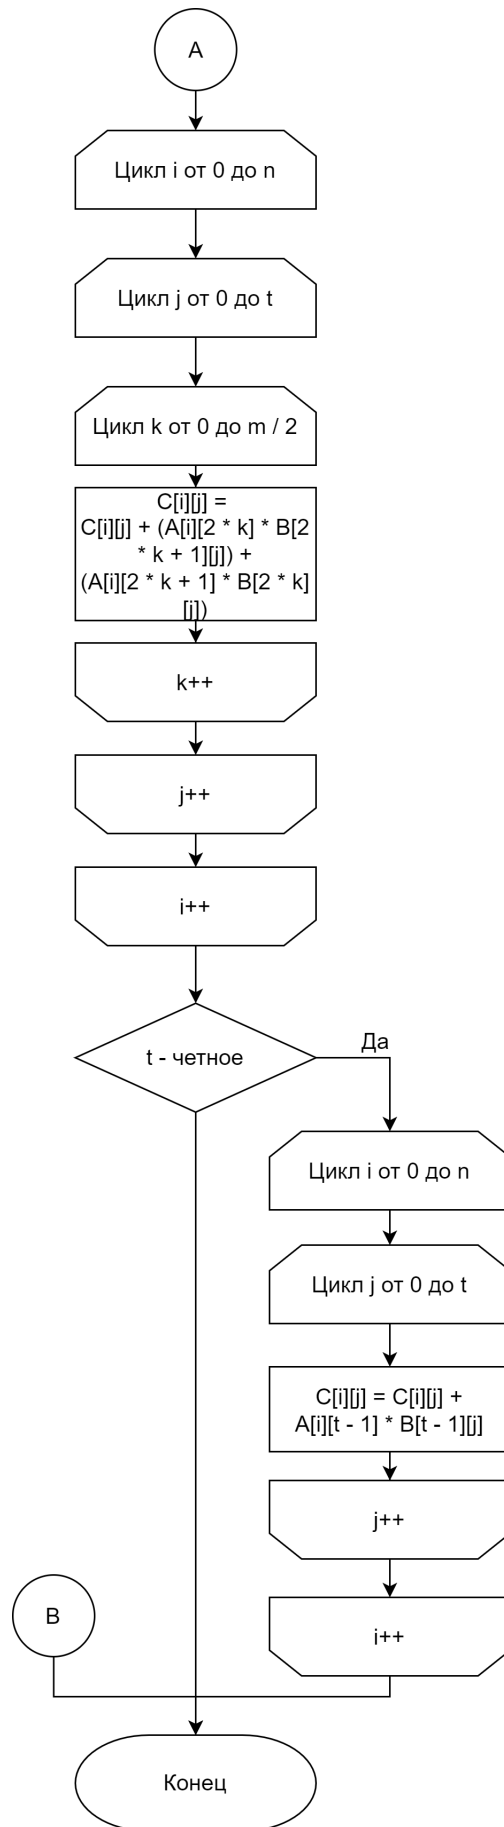 A
Цикл i от 0 до n
Цикл j от 0 до t
Цикл k от 0 до m / 2
C[i][j] =
C[i][j] + (A[i][2 * k] * B[2
* k + 1][j]) +
(A[i][2 * k + 1] * B[2 * k]
[j])
k++
j++
i++
t - четное
Да
Цикл i от 0 до n
Цикл j от 0 до t
C[i][j] = C[i][j] +
A[i][t - 1] * B[t - 1][j]
j++
i++
B
Конец